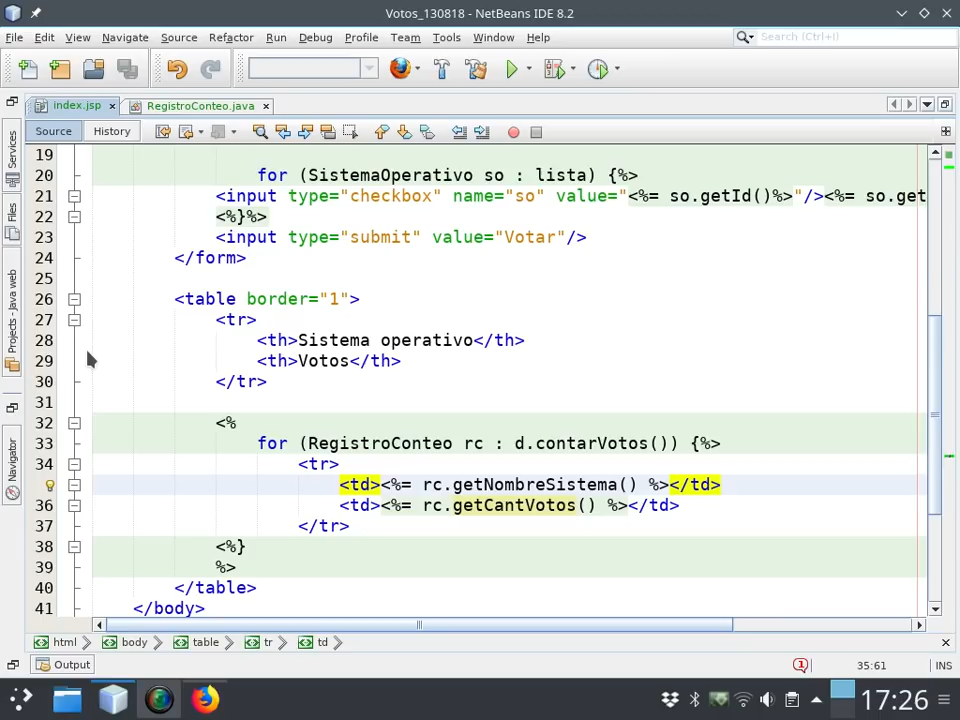 Votos_130818 - NetBeans IDE 8.2
File Edit View Navigate Source Refactor Run Debug Profile Team Tools Window Help Search (Ctrl+I)
index.jsp RegistroConteo.java
Source History
Services
Files
Projects - Java web
Navigator
19
20 for (SistemaOperativo so : lista) {%>
21 <input type="checkbox" name="so" value="<%= so.getId()%>"/><%= so.get
22 <%}%>
23 <input type="submit" value="Votar"/>
24 </form>
25
26 <table border="1">
27 <tr>
28 <th>Sistema operativo</th>
29 <th>Votos</th>
30 </tr>
31
32 <%
33 for (RegistroConteo rc : d.contarVotos()) {%>
34 <tr>
<td><%= rc.getNombreSistema() %></td>
36 <td><%= rc.getCantVotos() %></td>
37 </tr>
38 <%}
39 %>
40 </table>
41 </body>
html body table tr td
Output 1 35:61 INS
17:26